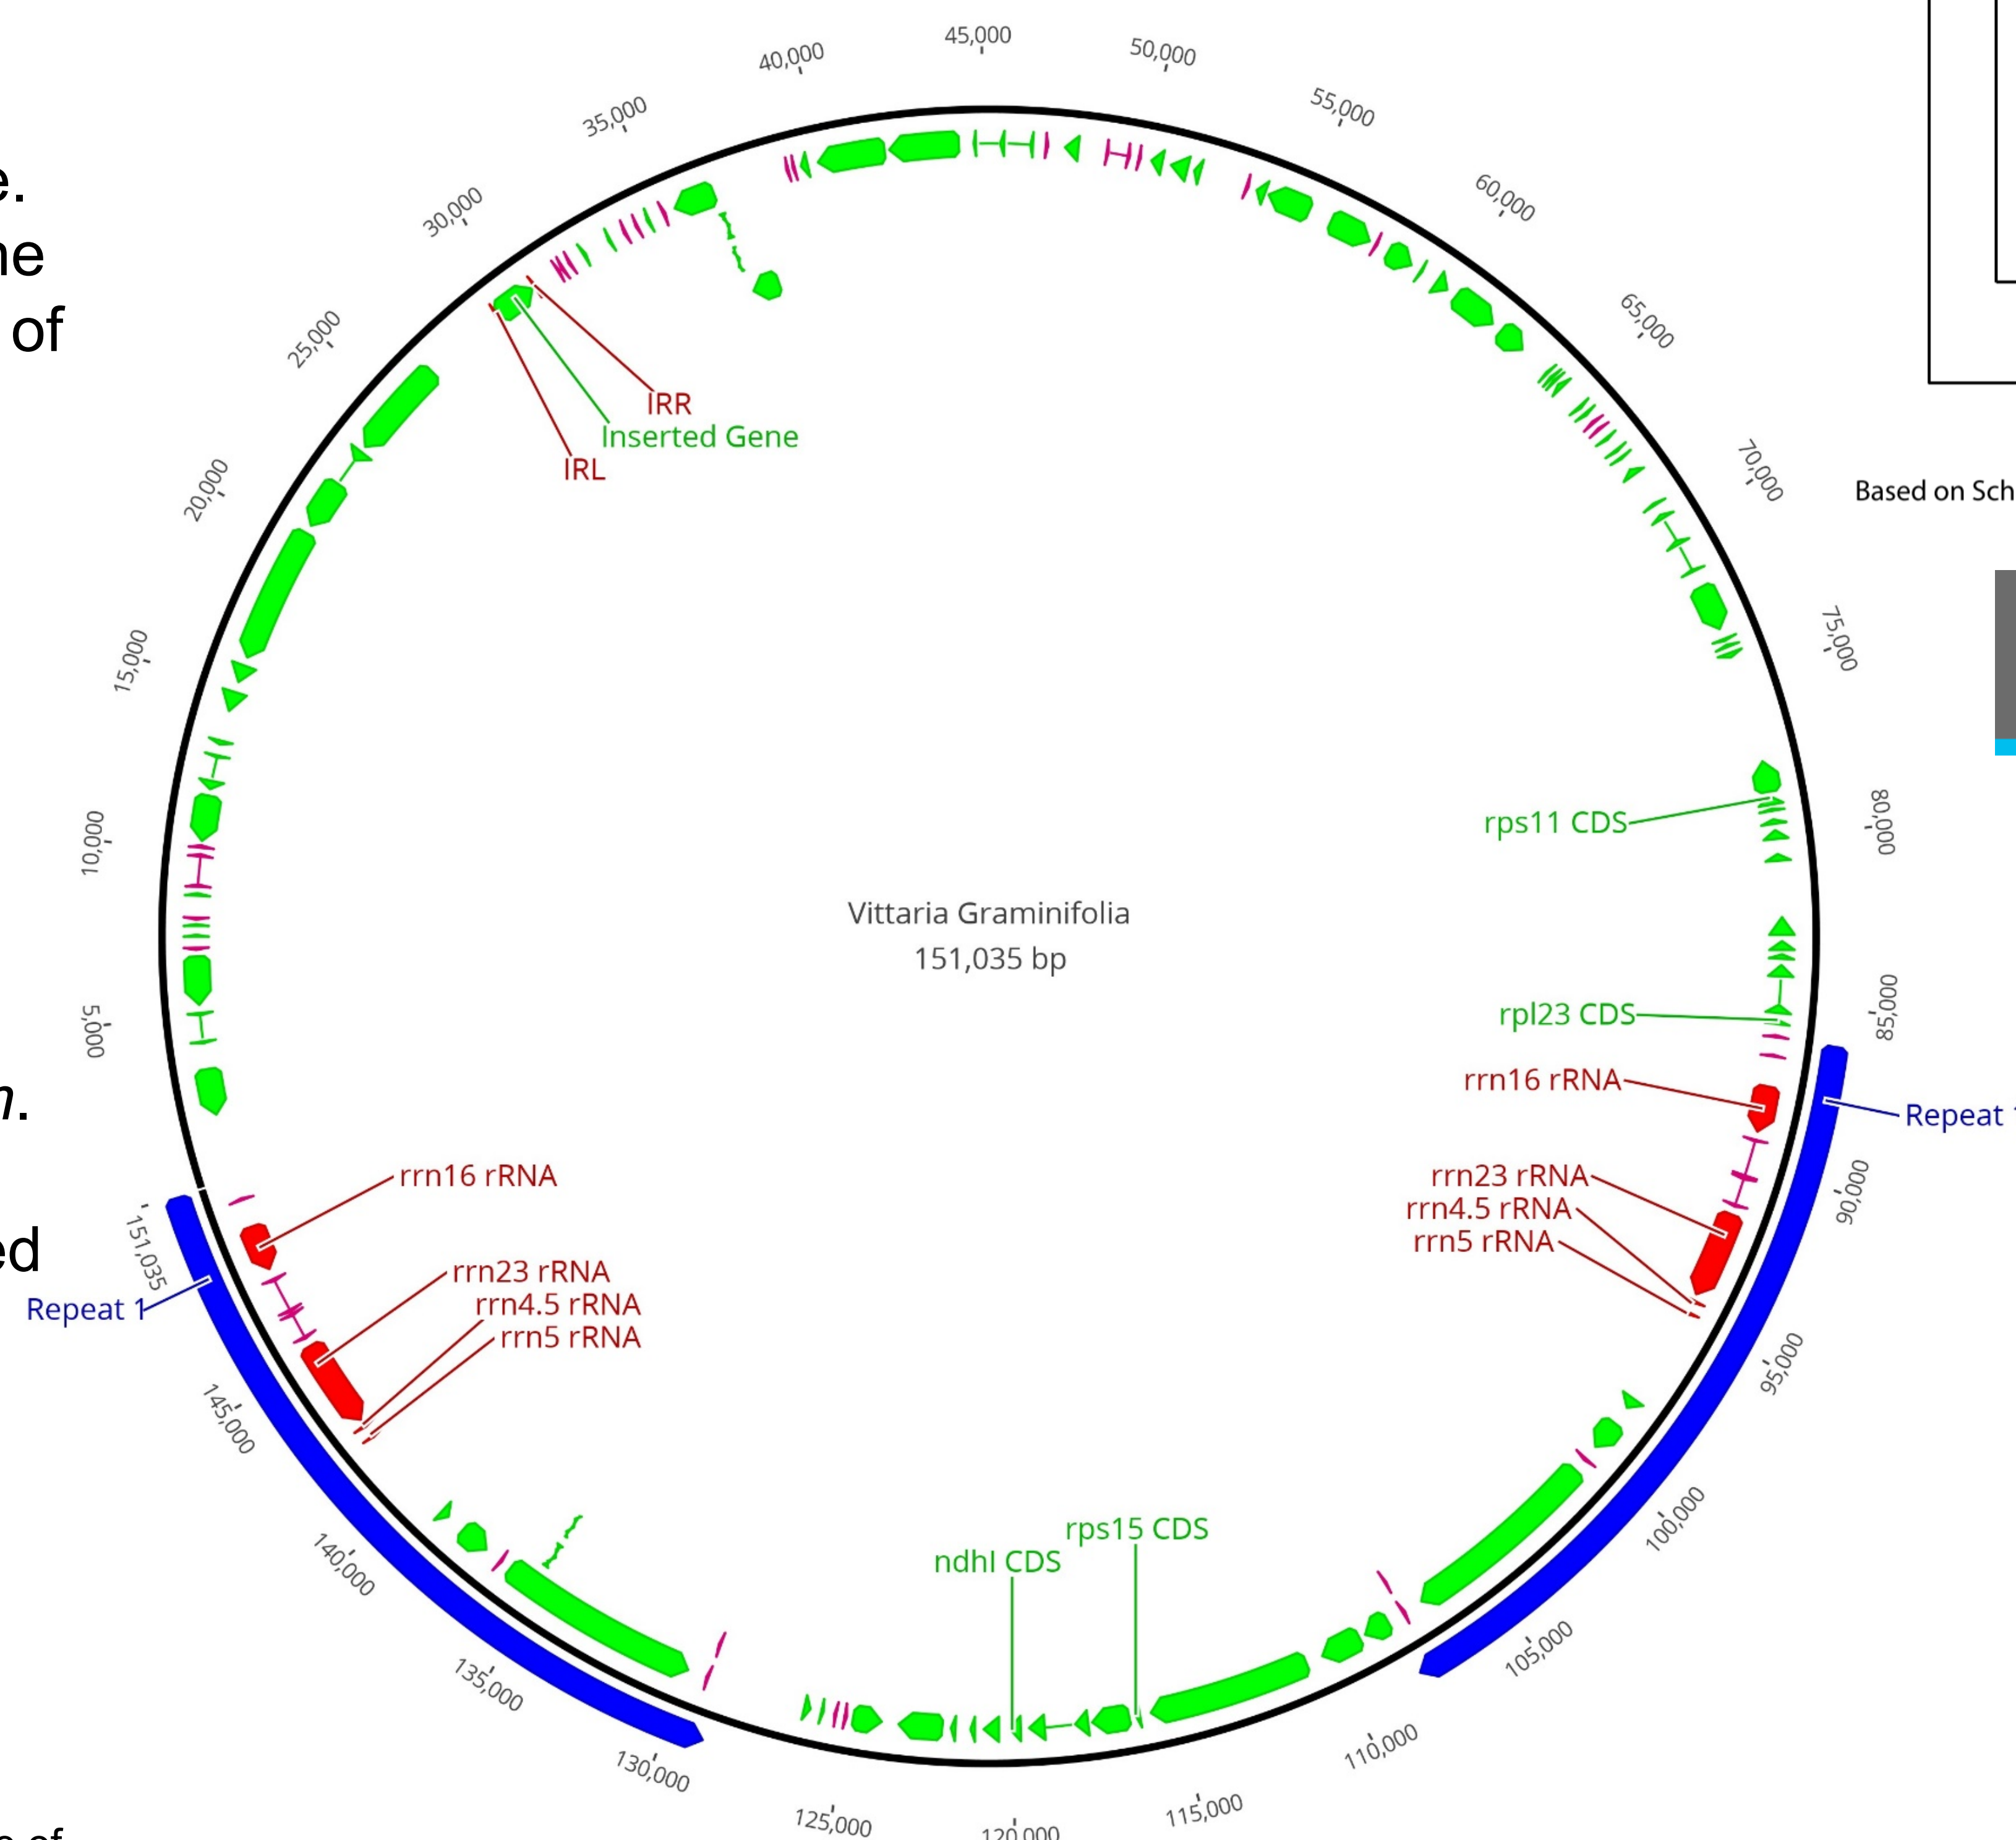 e.
ne
of
n.
ed
e of
45,000
40,000
50,000
35,000
55,000
30,000
60,000
25,000
65,000
IRR
Inserted Gene
IRL
20,000
70,000
Based on Sch
15,000
75,000
10,000
80,000
rps11 CDS
Vittaria Graminifolia
151,035 bp
5,000
85,000
rpl23 CDS
rrn16 rRNA
Repeat 1
rrn16 rRNA
rrn23 rRNA
90,000
rrn4.5 rRNA
rrn5 rRNA
151,035
rrn23 rRNA
Repeat 1
rrn4.5 rRNA
rrn5 rRNA
95,000
145,000
100,000
rps15 CDS
ndhI CDS
140,000
105,000
135,000
110,000
130,000
115,000
125,000
120,000